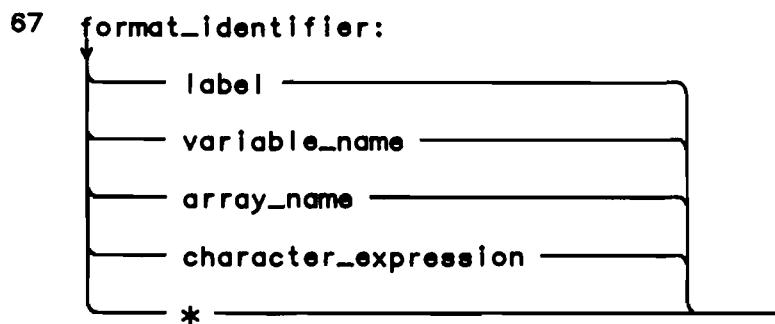 67 format_identifier:
label
variable_name
array_name
character_expression
*